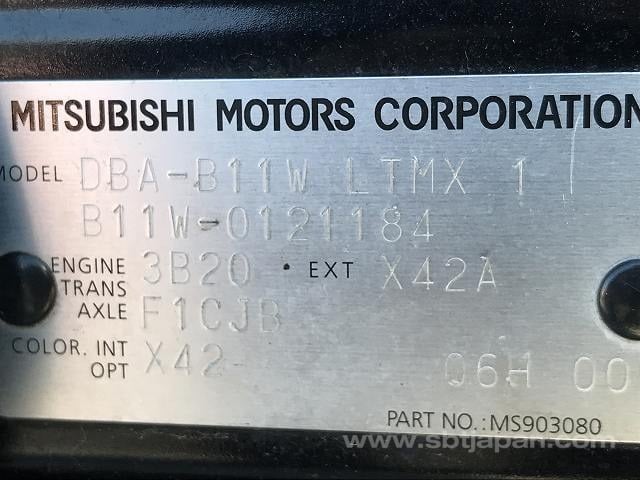 MITSUBISHI MOTORS CORPORATION
MODEL DBA-B11W LTMX 1
B11W-0121184
ENGINE 3B20 · EXT X42A
TRANS
AXLE F1CJB
COLOR. INT X42-
OPT 06H 00
PART NO.:MS903080
www.sbtjapan.com